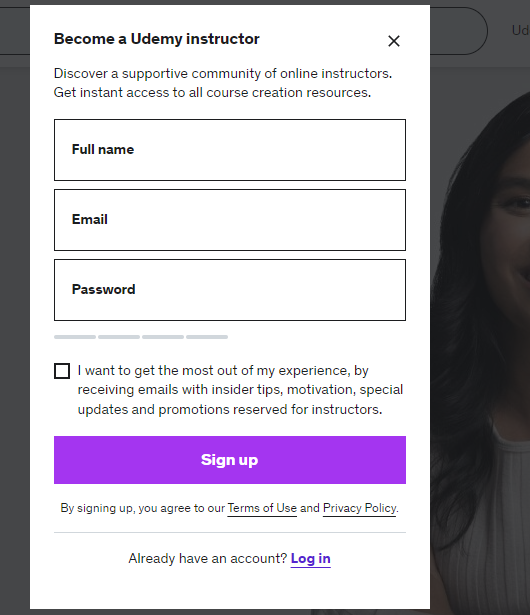 Become a Udemy instructor
Ud
Discover a supportive community of online instructors.
Get instant access to all course creation resources.
Full name
Email
Password
I want to get the most out of my experience, by
receiving emails with insider tips, motivation, special
updates and promotions reserved for instructors.
Sign up
By signing up, you agree to our Terms of Use and Privacy Policy.
Already have an account? Log in